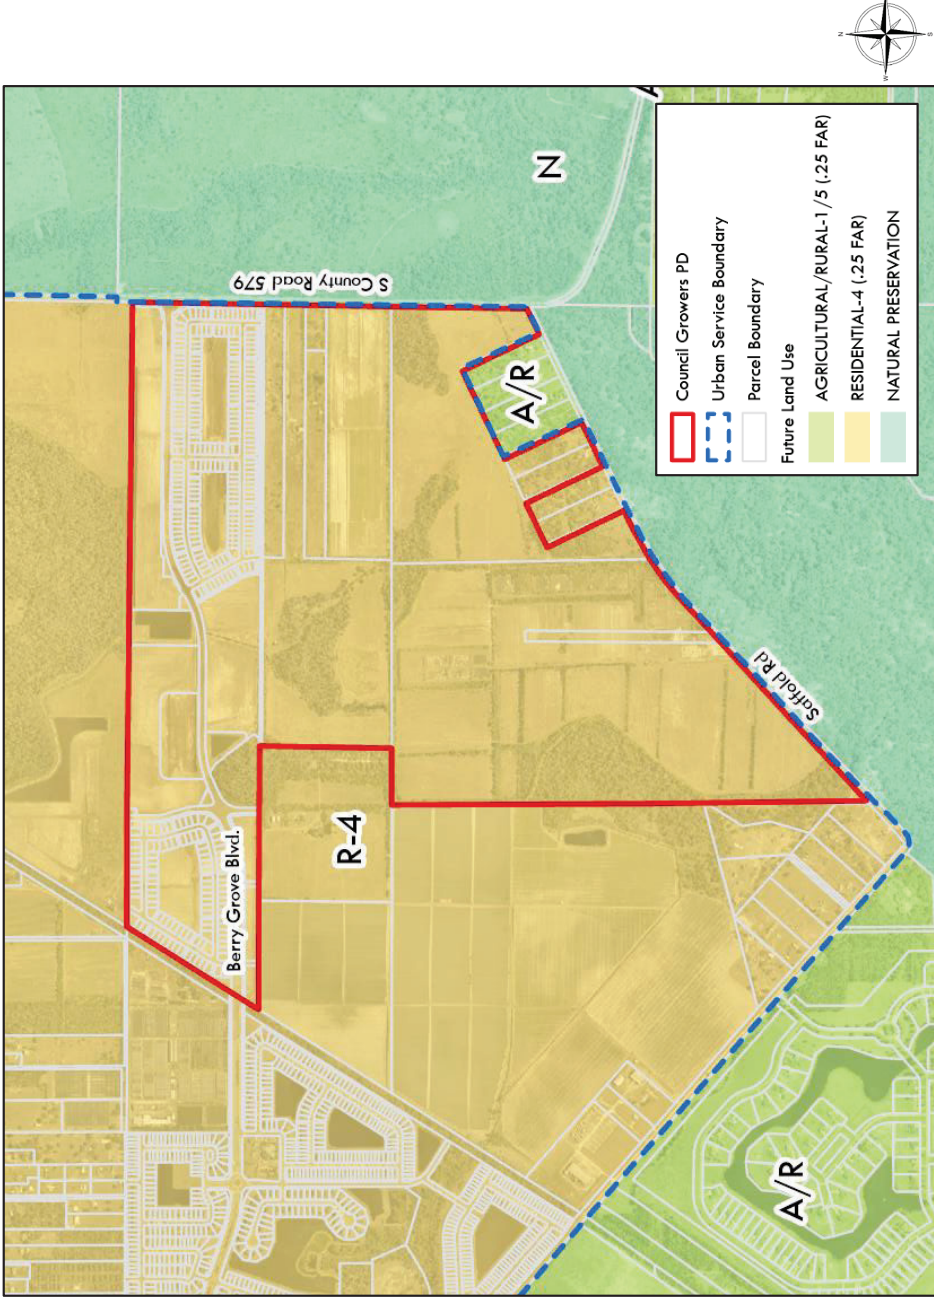 N
W
S
S County Road 579
Berry Grove Blvd.
R-4
N
A/R
Saffold Rd
A/R
Council Growers PD
Urban Service Boundary
Parcel Boundary
Future Land Use
AGRICULTURAL/RURAL-1/5 (.25 FAR)
RESIDENTIAL-4 (.25 FAR)
NATURAL PRESERVATION